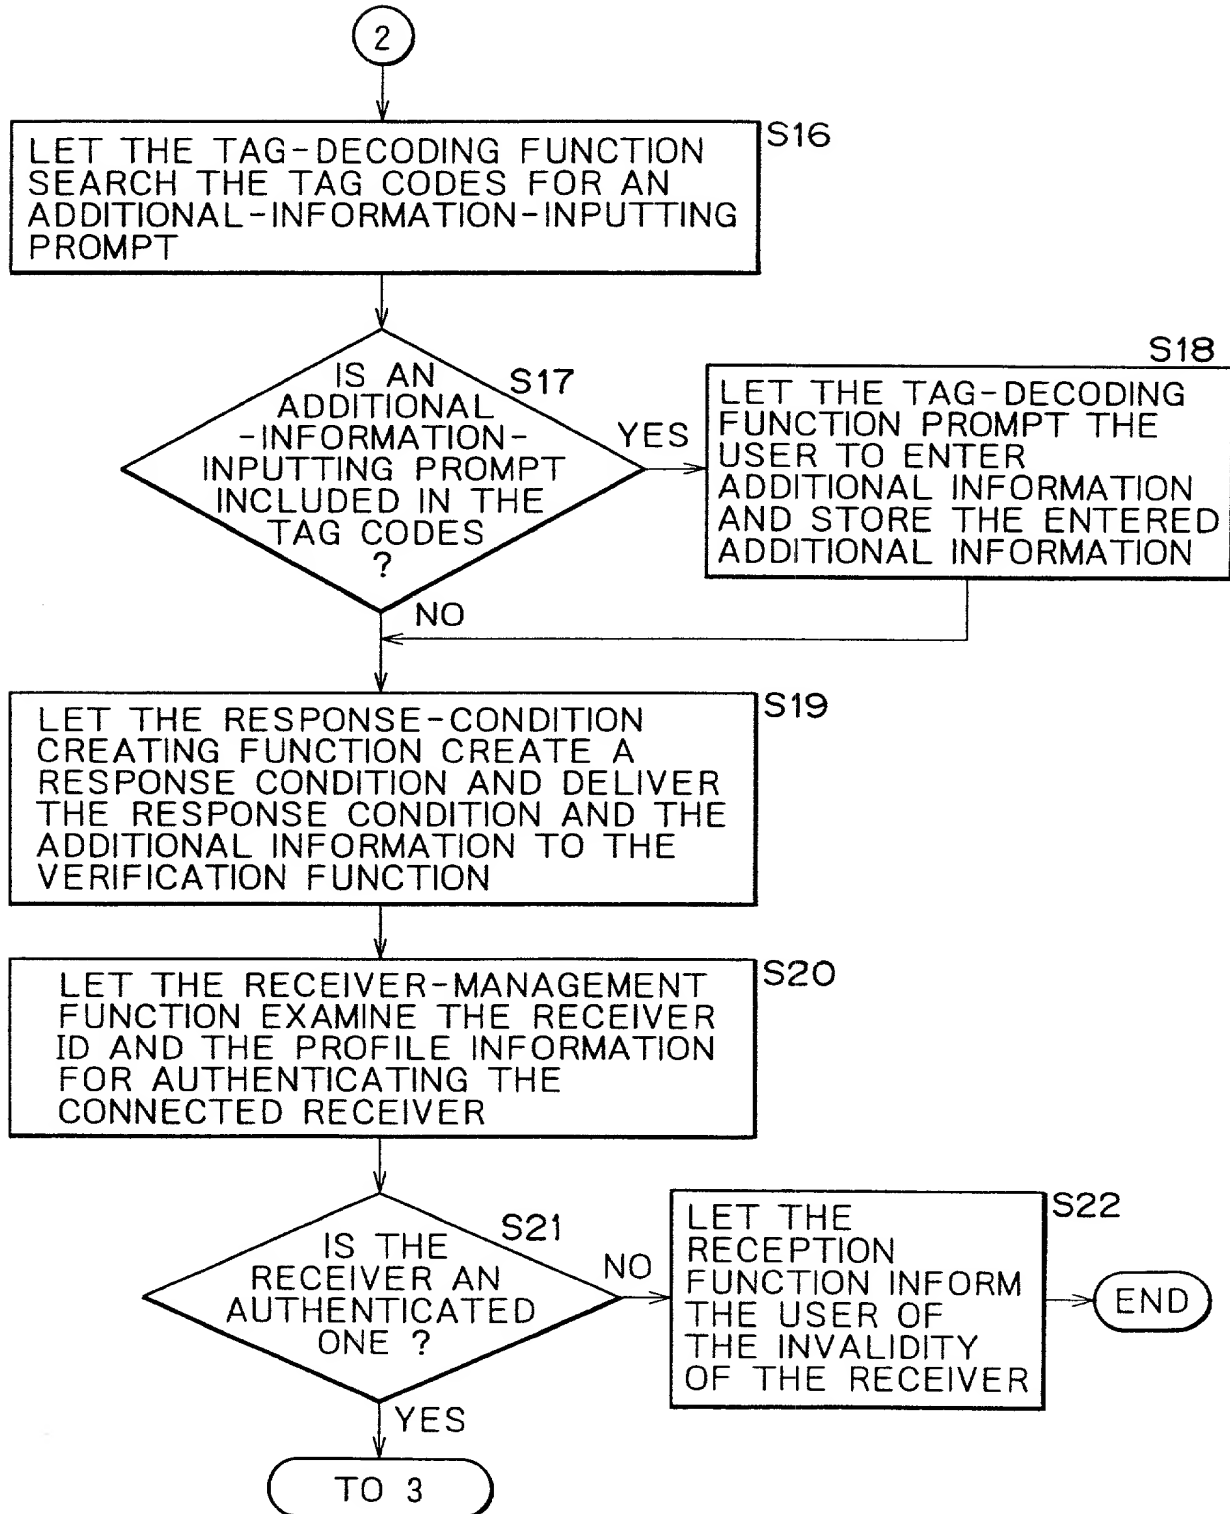 2
S16
LET THE TAG-DECODING FUNCTION
SEARCH THE TAG CODES FOR AN
ADDITIONAL-INFORMATION-INPUTTING
PROMPT
S17
IS AN
ADDITIONAL
-INFORMATION-
INPUTTING PROMPT
INCLUDED IN THE
TAG CODES
?
YES
NO
S18
LET THE TAG-DECODING
FUNCTION PROMPT THE
USER TO ENTER
ADDITIONAL INFORMATION
AND STORE THE ENTERED
ADDITIONAL INFORMATION
S19
LET THE RESPONSE-CONDITION
CREATING FUNCTION CREATE A
RESPONSE CONDITION AND DELIVER
THE RESPONSE CONDITION AND THE
ADDITIONAL INFORMATION TO THE
VERIFICATION FUNCTION
S20
LET THE RECEIVER-MANAGEMENT
FUNCTION EXAMINE THE RECEIVER
ID AND THE PROFILE INFORMATION
FOR AUTHENTICATING THE
CONNECTED RECEIVER
S21
IS THE
RECEIVER AN
AUTHENTICATED
ONE ?
NO
YES
S22
LET THE
RECEPTION
FUNCTION INFORM
THE USER OF
THE INVALIDITY
OF THE RECEIVER
END
TO 3